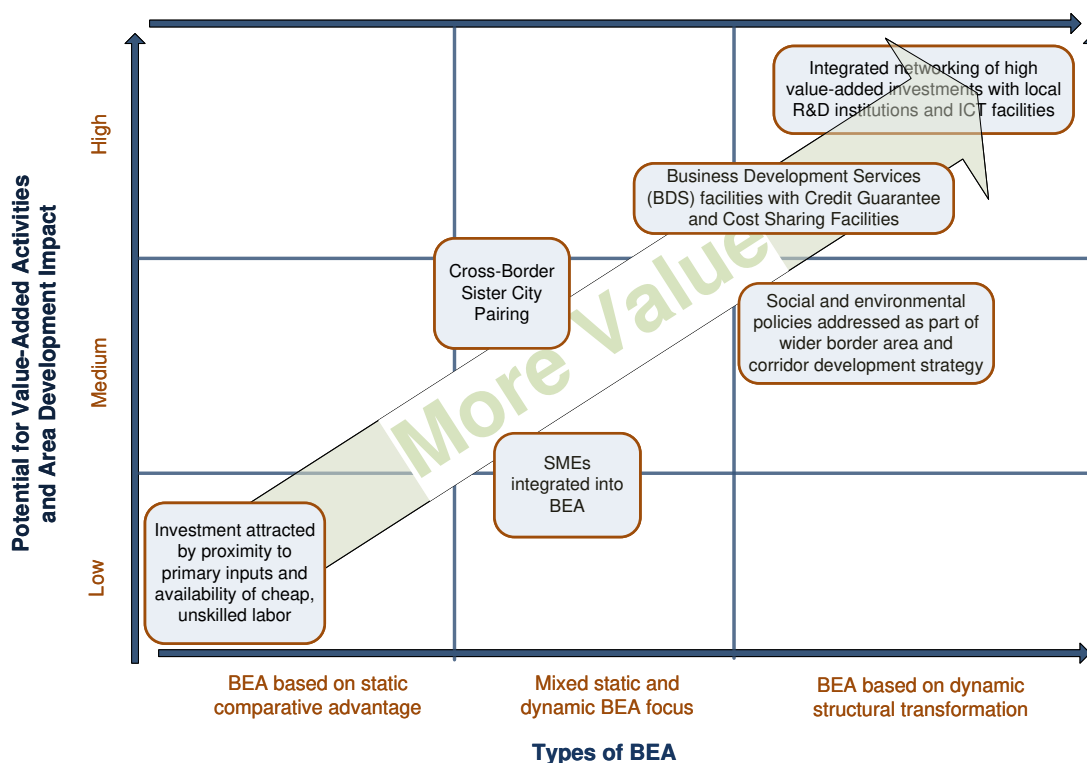 Potential for Value-Added Activities
and Area Development Impact
High
Medium
Low
Integrated networking of high
value-added investments with local
R&D institutions and ICT facilities
Business Development Services
(BDS) facilities with Credit Guarantee
and Cost Sharing Facilities
Cross-Border
Sister City
Pairing
Social and environmental
policies addressed as part of
wider border area and
corridor development strategy
More Value
SMEs
integrated into
BEA
Investment attracted
by proximity to
primary inputs and
availability of cheap,
unskilled labor
BEA based on static
comparative advantage
Mixed static and
dynamic BEA focus
BEA based on dynamic
structural transformation
Types of BEA